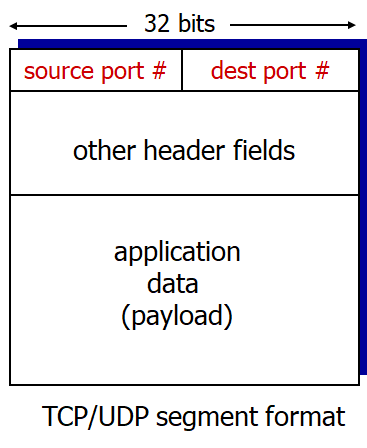 32 bits
source port # dest port #
other header fields
application
data
(payload)
TCP/UDP segment format